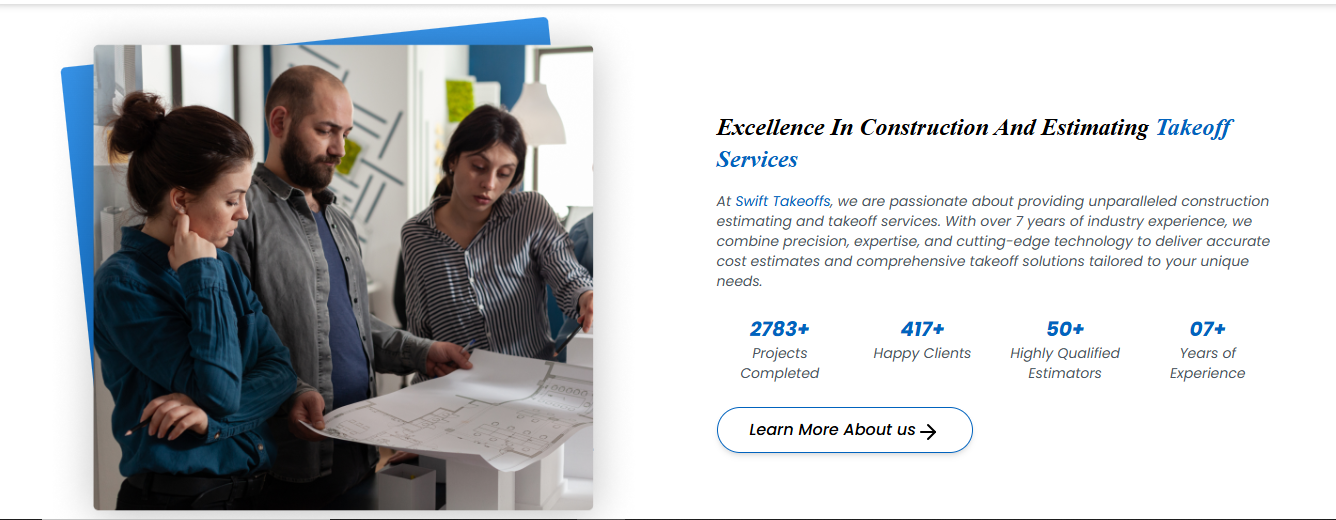 Excellence In Construction And Estimating Takeoff
Services
At Swift Takeoffs, we are passionate about providing unparalleled construction
estimating and takeoff services. With over 7 years of industry experience, we
combine precision, expertise, and cutting-edge technology to deliver accurate
cost estimates and comprehensive takeoff solutions tailored to your unique
needs.
2783+
Projects
Completed
417+
Happy Clients
50+
Highly Qualified
Estimators
07+
Years of
Experience
Learn More About us